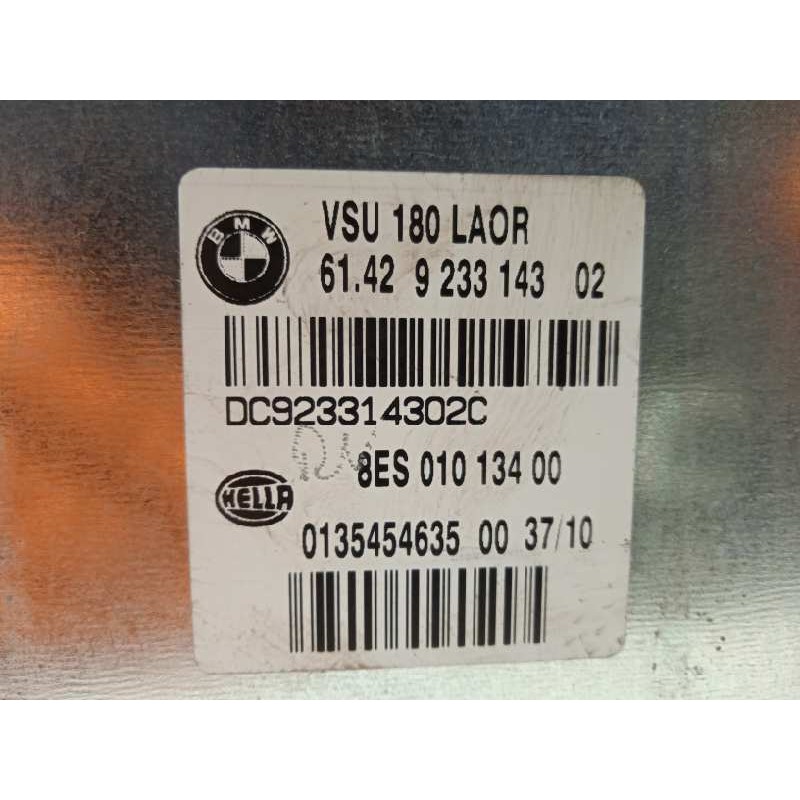 BMW
VSU 180 LAOR
61.42 9 233 143 02
DC923314302C
8ES 010 134 00
HELLA
0135454635 00 37/10